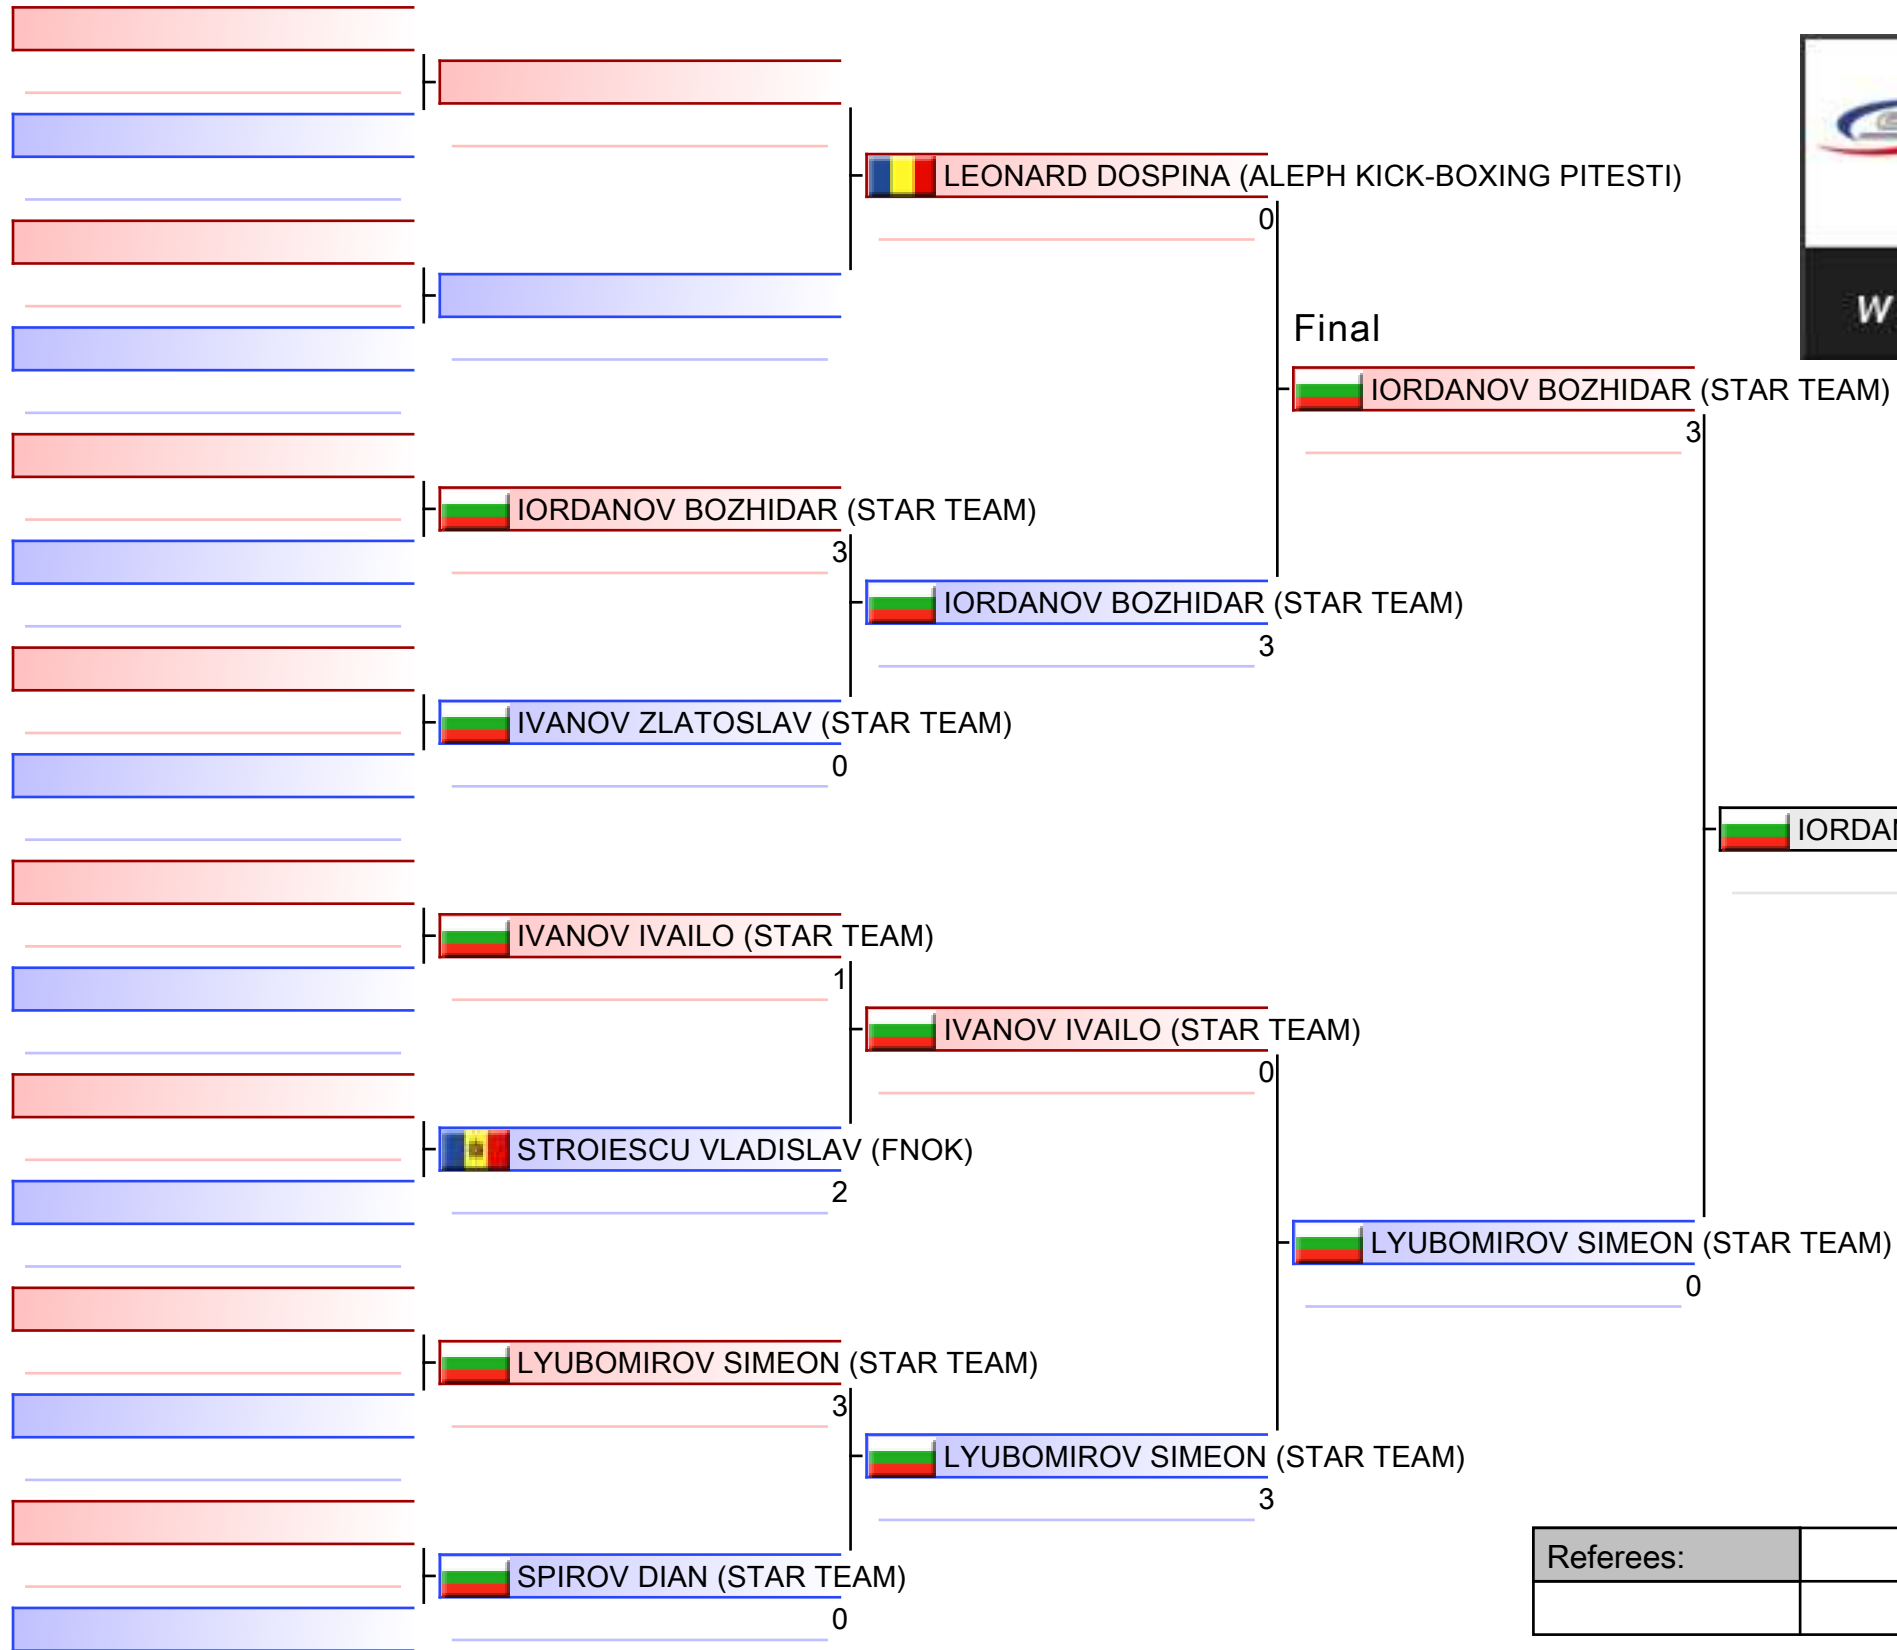 LEONARD DOSPINA (ALEPH KICK-BOXING PITESTI)
0
Final
IORDANOV BOZHIDAR (STAR TEAM)
3
IORDANOV BOZHIDAR (STAR TEAM)
3
IORDANOV BOZHIDAR (STAR TEAM)
3
IVANOV ZLATOSLAV (STAR TEAM)
0
IORDAN
IVANOV IVAILO (STAR TEAM)
1
IVANOV IVAILO (STAR TEAM)
0
STROIESCU VLADISLAV (FNOK)
2
LYUBOMIROV SIMEON (STAR TEAM)
0
LYUBOMIROV SIMEON (STAR TEAM)
3
LYUBOMIROV SIMEON (STAR TEAM)
3
SPIROV DIAN (STAR TEAM)
0
Referees:
W